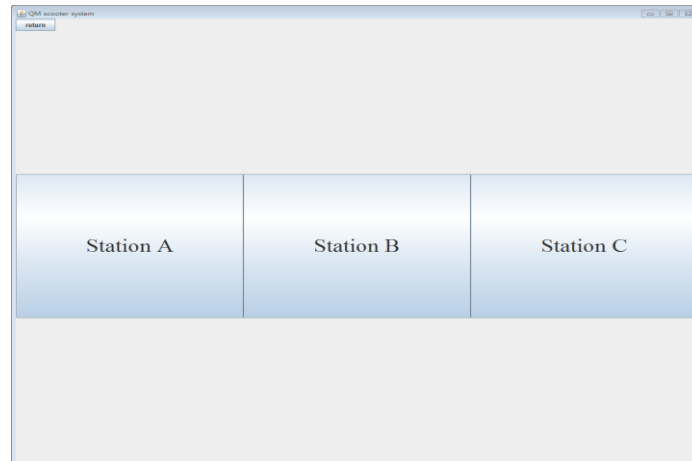 QM scooter system
return
Station A
Station B
Station C